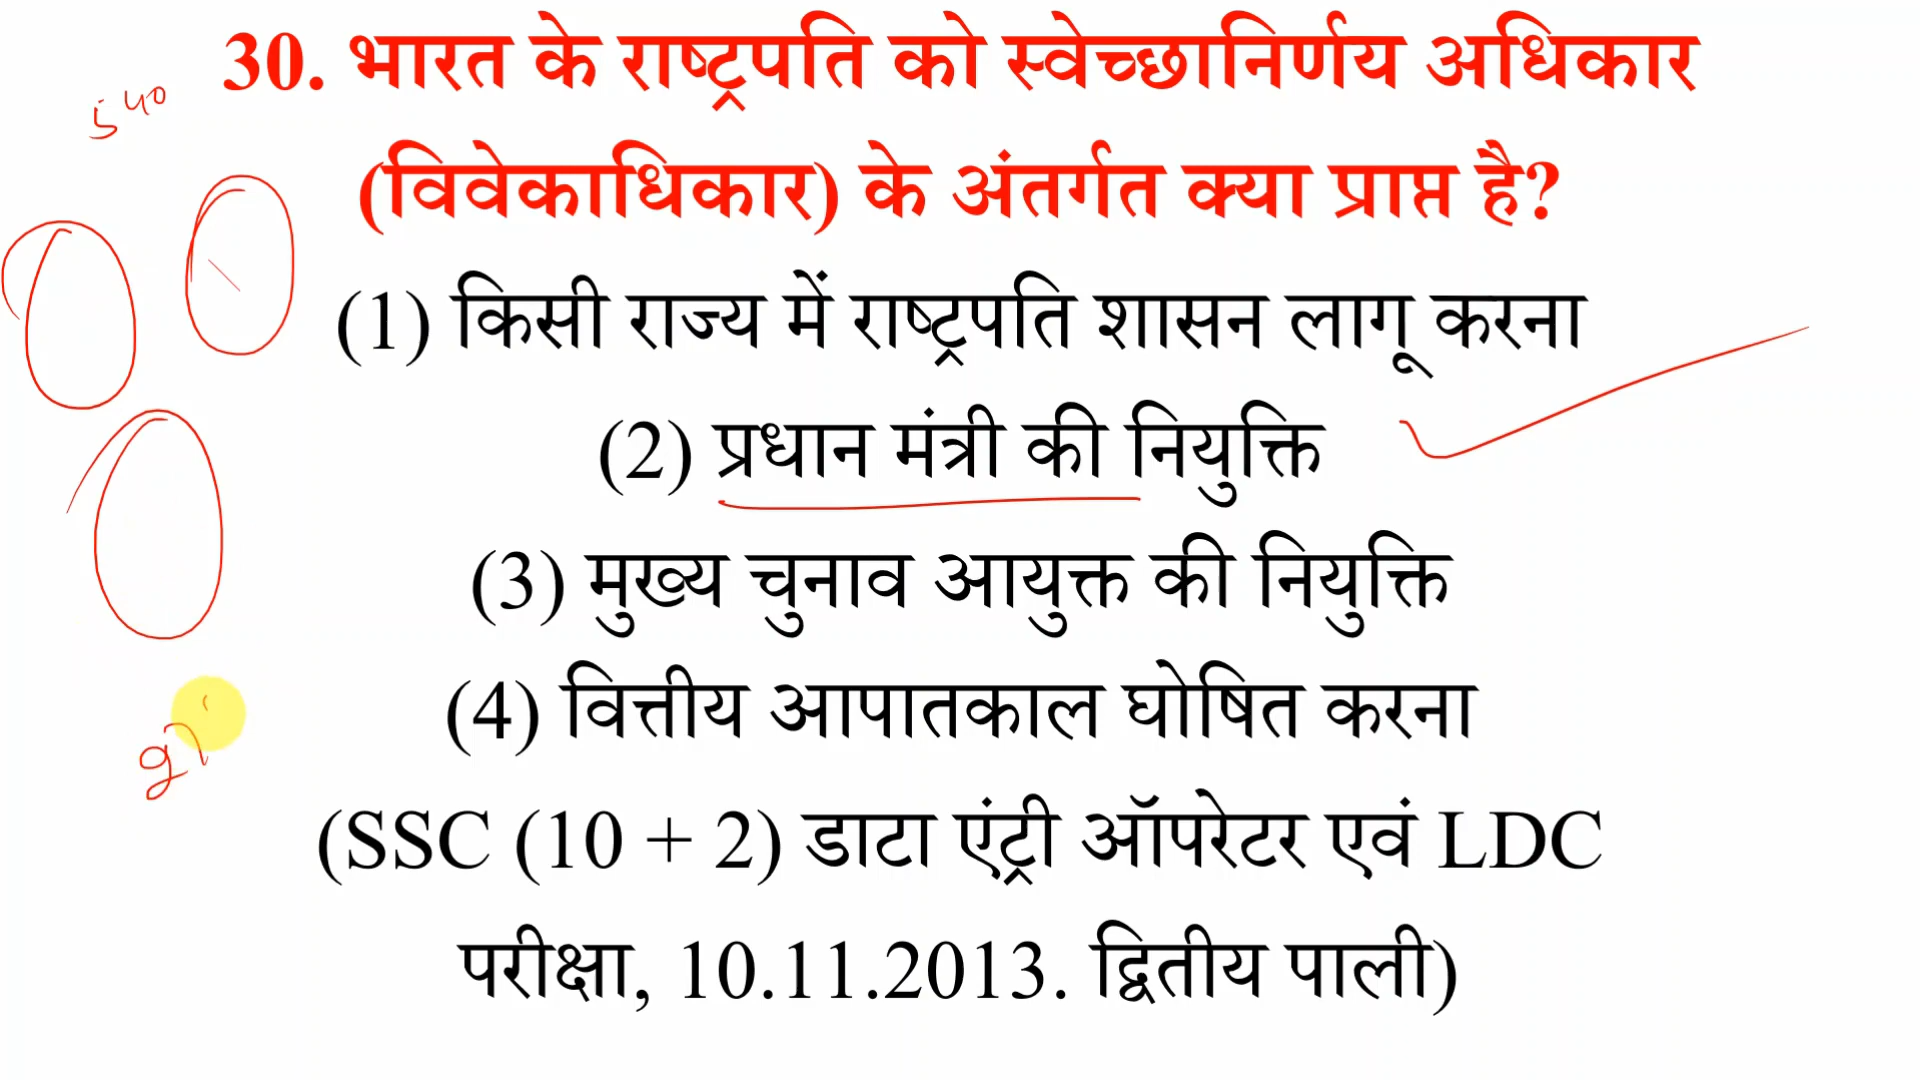 30. भारत के राष्ट्रपति को स्वेच्छानिर्णय अधिकार
540
(विवेकाधिकार) के अंतर्गत क्या प्राप्त है?
(1) किसी राज्य में राष्ट्रपति शासन लागू करना
(2) प्रधान मंत्री की नियुक्ति
(3) मुख्य चुनाव आयुक्त की नियुक्ति
(4) वित्तीय आपातकाल घोषित करना
(SSC (10 + 2) डाटा एंट्री ऑपरेटर एवं LDC
परीक्षा, 10.11.2013. द्वितीय पाली)